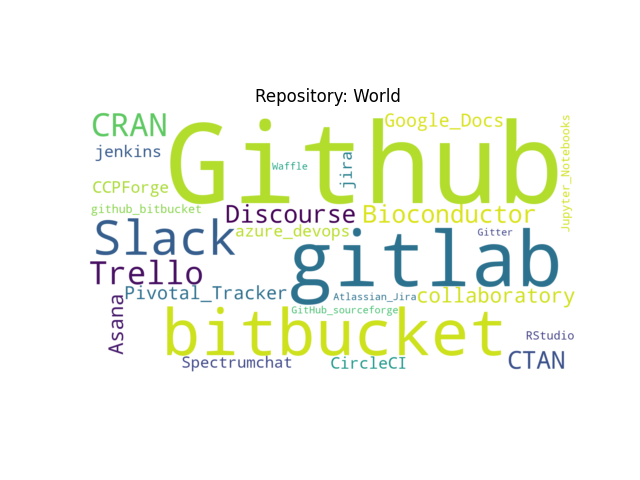 Repository: World
CRAN
Github
Google_Docs
Jupyter_Notebooks
jenkins
Waffle
jira
CCPForge
github_bitbucket
Discourse
Bioconductor
Slack
azure_devops
gitlab
Gitter
Trello
Pivotal_Tracker
Atlassian_Jira
collaboratory
Asana
GitHub_sourceforge
bitbucket
RStudio
Spectrumchat
CircleCI
CTAN